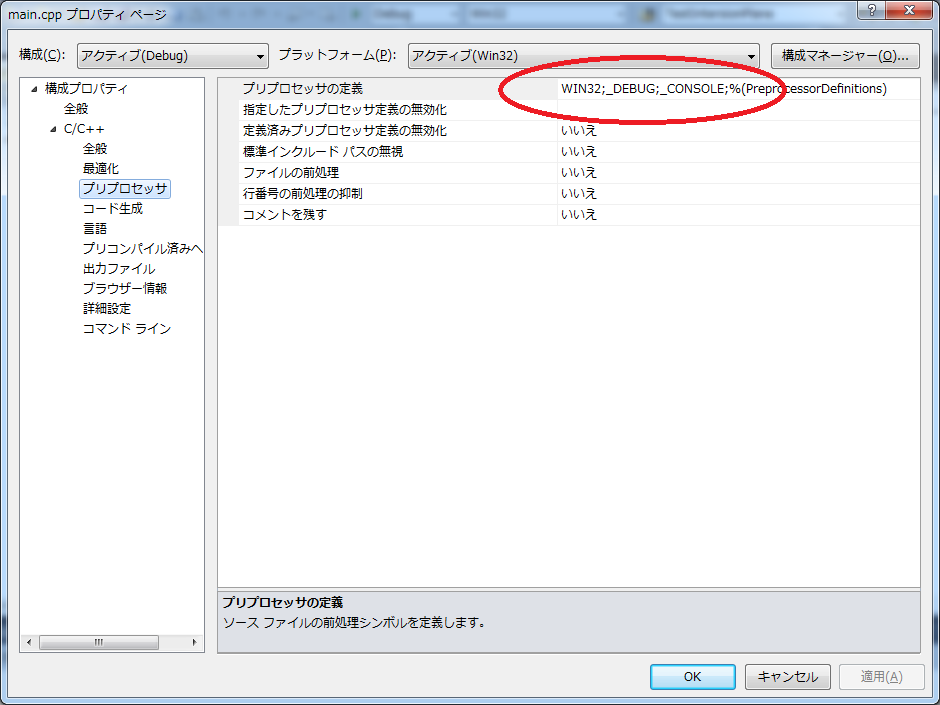 main.cpp プロパティ ページ
構成(C): アクティブ(Debug) プラットフォーム(P): アクティブ(Win32) 構成マネージャー(O)...
構成プロパティ
全般
C/C++
全般
最適化
プリプロセッサ
コード生成
言語
プリコンパイル済みヘ
出力ファイル
ブラウザー情報
詳細設定
コマンド ライン
プリプロセッサの定義 WIN32;_DEBUG;_CONSOLE;%(PreprocessorDefinitions)
指定したプリプロセッサ定義の無効化
定義済みプリプロセッサ定義の無効化 いいえ
標準インクルード パスの無視 いいえ
ファイルの前処理 いいえ
行番号の前処理の抑制 いいえ
コメントを残す いいえ
プリプロセッサの定義
ソース ファイルの前処理シンボルを定義します。
OK キャンセル 適用(A)